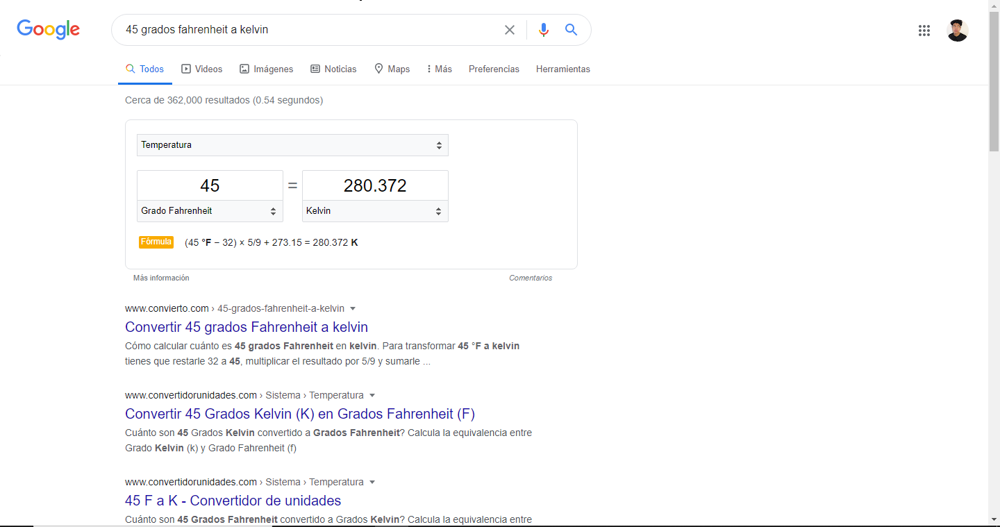 Google
45 grados fahrenheit a kelvin
Todos Videos Imágenes Noticias Maps Más Preferencias Herramientas
Cerca de 362,000 resultados (0.54 segundos)
Temperatura
45 = 280.372
Grado Fahrenheit Kelvin
Fórmula (45 °F − 32) × 5/9 + 273.15 = 280.372 K
Más información Comentarios
www.convierto.com › 45-grados-fahrenheit-a-kelvin
Convertir 45 grados Fahrenheit a kelvin
Cómo calcular cuánto es 45 grados Fahrenheit en kelvin. Para transformar 45 °F a kelvin
tienes que restarle 32 a 45, multiplicar el resultado por 5/9 y sumarle ...
www.convertidorunidades.com › Sistema › Temperatura
Convertir 45 Grados Kelvin (K) en Grados Fahrenheit (F)
Cuánto son 45 Grados Kelvin convertido a Grados Fahrenheit? Calcula la equivalencia entre
Grado Kelvin (k) y Grado Fahrenheit (f)
www.convertidorunidades.com › Sistema › Temperatura
45 F a K - Convertidor de unidades
Cuánto son 45 Grados Fahrenheit convertido a Grados Kelvin? Calcula la equivalencia entre